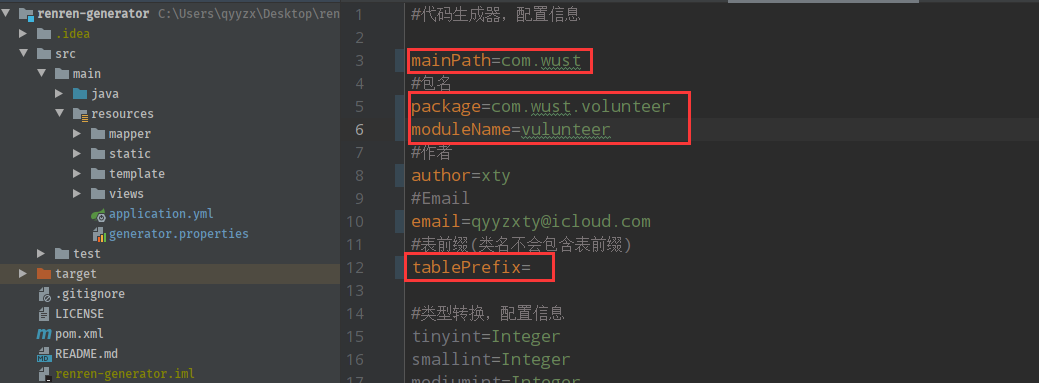 renren-generator C:\Users\qyyzx\Desktop\ren
.idea
src
main
java
resources
mapper
static
template
views
application.yml
generator.properties
test
target
.gitignore
LICENSE
pom.xml
README.md
renren-generator.iml
1 #代码生成器，配置信息
2
3 mainPath=com.wust
4 #包名
5 package=com.wust.volunteer
6 moduleName=vulunteer
7 #作者
8 author=xty
9 #Email
10 email=qyyzxty@icloud.com
11 #表前缀(类名不会包含表前缀)
12 tablePrefix=
13
14 #类型转换，配置信息
15 tinyint=Integer
16 smallint=Integer
17 mediumint=Integer